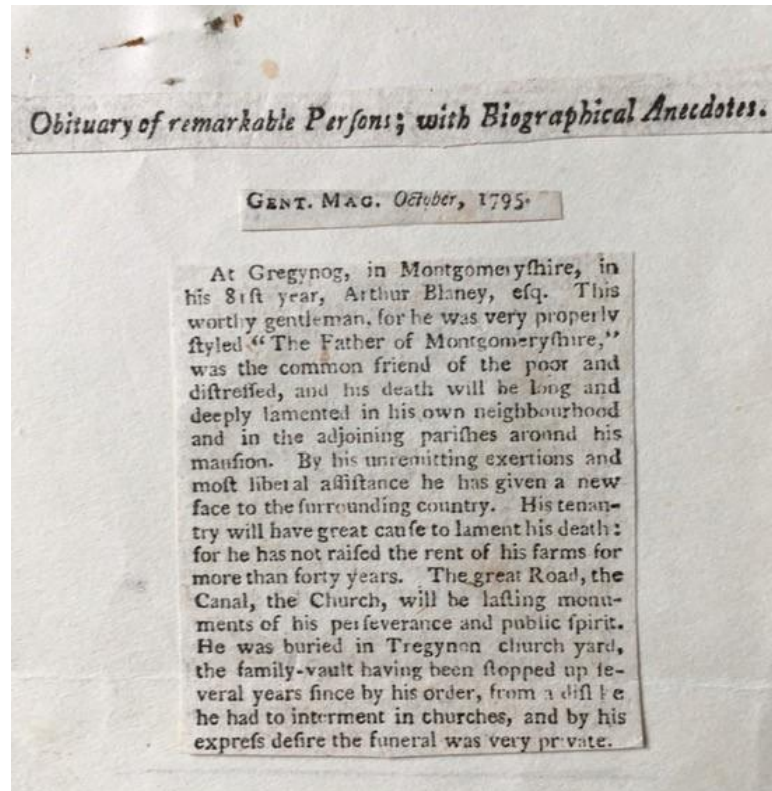 Obituary of remarkable Perſons; with Biographical Anecdotes.
GENT. MAG. October, 1795.
At Gregynog, in Montgomeryſhire, in
his 81ſt year, Arthur Blaney, eſq. This
worthy gentleman, for he was very properly
ſtyled “The Father of Montgomeryſhire,”
was the common friend of the poor and
diſtreſſed, and his death will be long and
deeply lamented in his own neighbourhood
and in the adjoining pariſhes around his
manſion. By his unremitting exertions and
moſt liberal aſſiſtance he has given a new
face to the ſurrounding country. His tenan-
try will have great cauſe to lament his death:
for he has not raiſed the rent of his farms for
more than forty years. The great Road, the
Canal, the Church, will be laſting monu-
ments of his perſeverance and public ſpirit.
He was buried in Tregynon church yard,
the family-vault having been ſtopped up ſe-
veral years ſince by his order, from a diſlike
he had to interment in churches, and by his
expreſs deſire the funeral was very private.